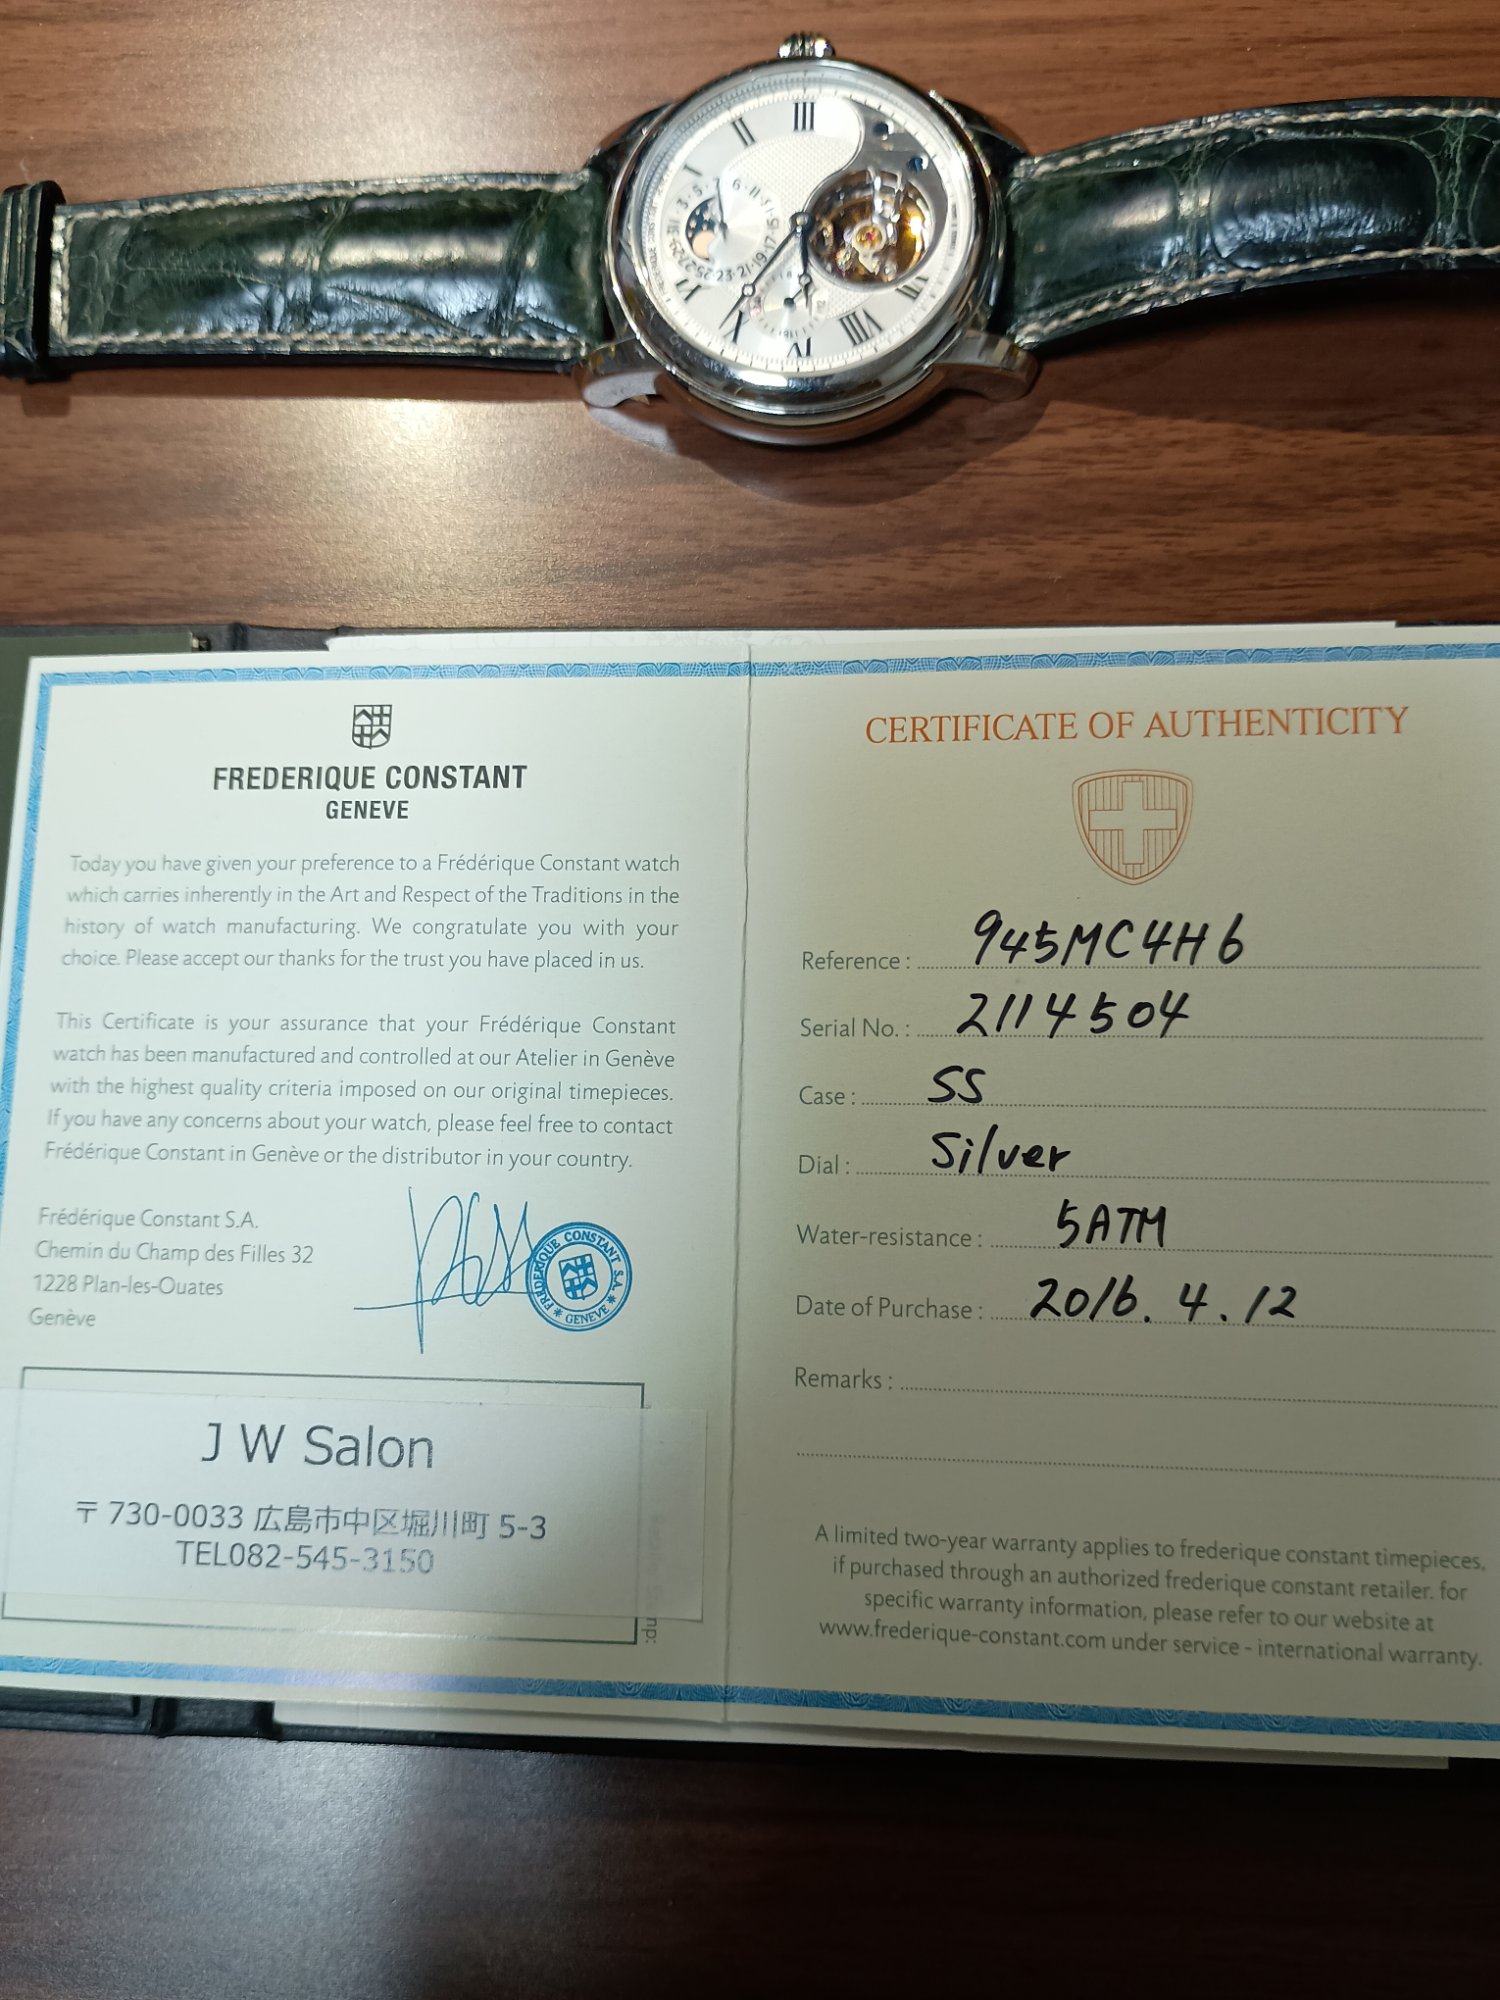 III
II
I
XI
X
IX
VIII
VII
FREDERIQUE CONSTANT
GENEVE
Today you have given your preference to a Frédérique Constant watch
which carries inherently in the Art and Respect of the Traditions in the
history of watch manufacturing. We congratulate you with your
choice. Please accept our thanks for the trust you have placed in us.
This Certificate is your assurance that your Frédérique Constant
watch has been manufactured and controlled at our Atelier in Genève
with the highest quality criteria imposed on our original timepieces.
If you have any concerns about your watch, please feel free to contact
Frédérique Constant in Genève or the distributor in your country.
Frédérique Constant S.A.
Chemin du Champ des Filles 32
1228 Plan-les-Ouates
Genève
FRÉDÉRIQUE CONSTANT S.A. * GENEVE *
J W Salon
〒730-0033 広島市中区堀川町 5-3
TEL082-545-3150
CERTIFICATE OF AUTHENTICITY
Reference : 945MC4H6
Serial No. : 2114504
Case : SS
Dial : Silver
Water-resistance : 5ATM
Date of Purchase : 2016. 4. 12
Remarks :
A limited two-year warranty applies to frederique constant timepieces,
if purchased through an authorized frederique constant retailer. for
specific warranty information, please refer to our website at
www.frederique-constant.com under service - international warranty.